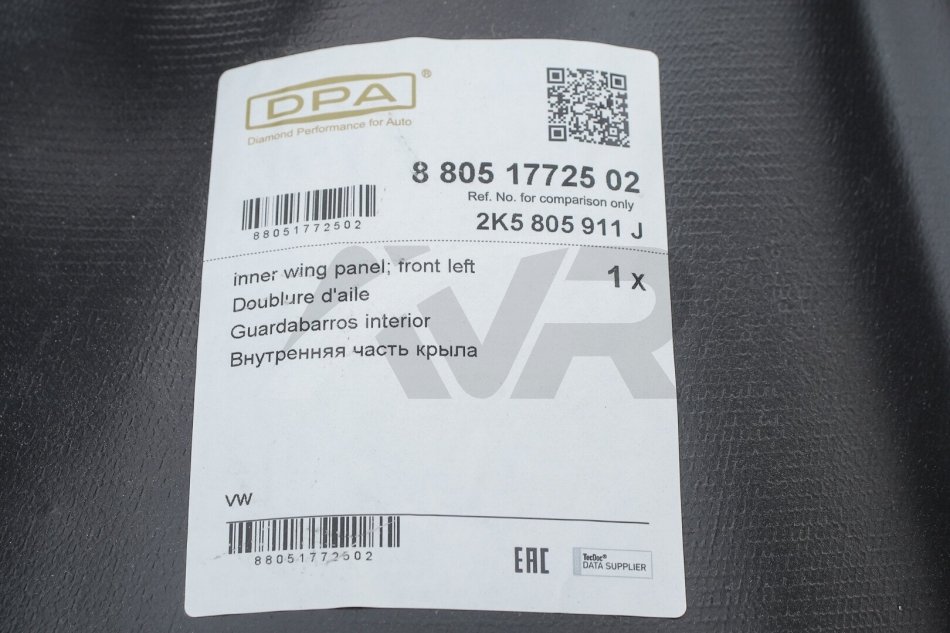 DPA®
Diamond Performance for Auto
8 805 17725 02
Ref. No. for comparison only
88051772502
2K5 805 911 J
inner wing panel; front left
1 x
Doublure d'aile
Guardabarros interior
Внутренняя часть крыла
VR
VW
88051772502
EAC
TecDoc®
DATA SUPPLIER